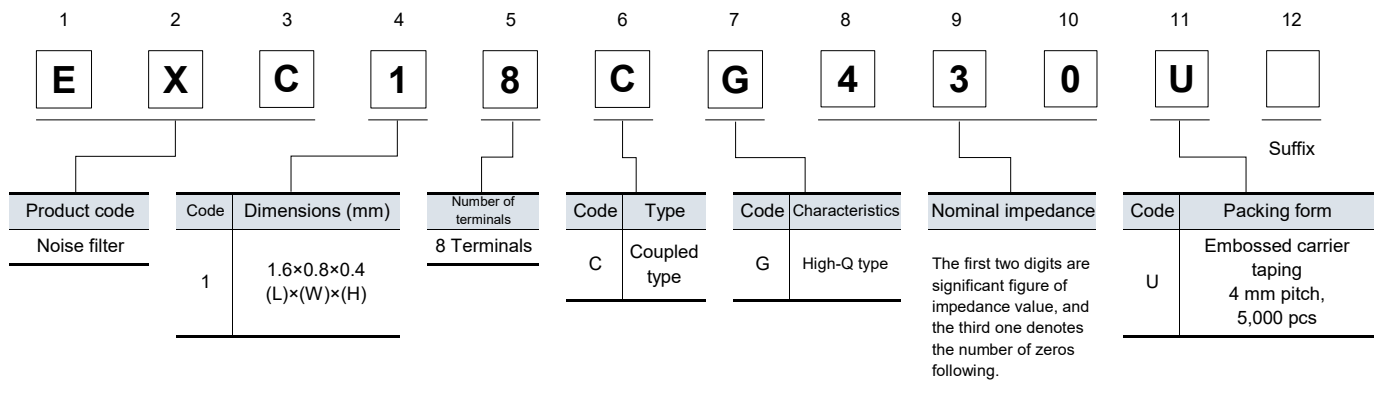 1 2 3 4 5 6 7 8 9 10 11 12
E X C 1 8 C G 4 3 0 U
Suffix
Product code
Noise filter
Code Dimensions (mm)
1 1.6×0.8×0.4
(L)×(W)×(H)
Number of
terminals
8 Terminals
Code Type
C Coupled
type
Code Characteristics
G High-Q type
Nominal impedance
The first two digits are
significant figure of
impedance value, and
the third one denotes
the number of zeros
following.
Code Packing form
U Embossed carrier
taping
4 mm pitch,
5,000 pcs